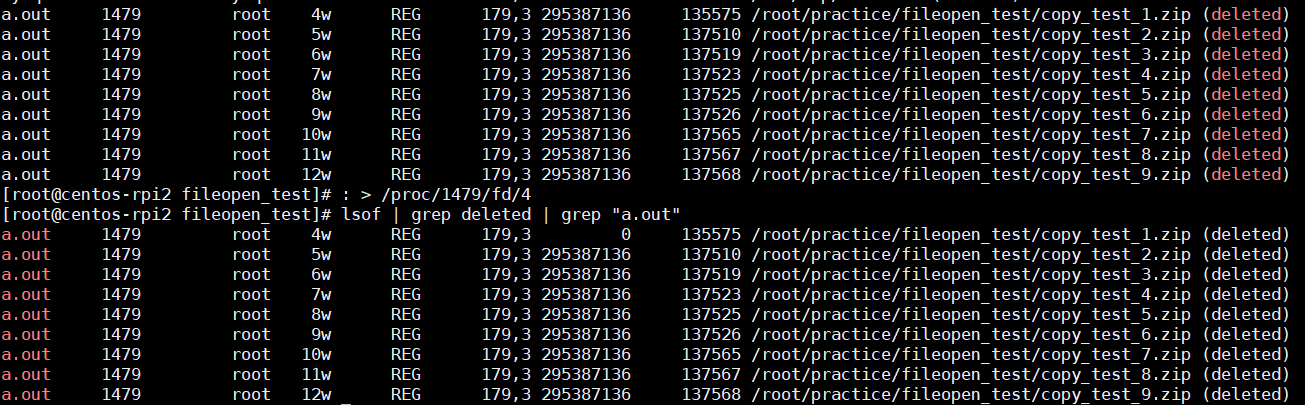 a.out 1479 root 4w REG 179,3 295387136 135575 /root/practice/fileopen_test/copy_test_1.zip (deleted)
a.out 1479 root 5w REG 179,3 295387136 137510 /root/practice/fileopen_test/copy_test_2.zip (deleted)
a.out 1479 root 6w REG 179,3 295387136 137519 /root/practice/fileopen_test/copy_test_3.zip (deleted)
a.out 1479 root 7w REG 179,3 295387136 137523 /root/practice/fileopen_test/copy_test_4.zip (deleted)
a.out 1479 root 8w REG 179,3 295387136 137525 /root/practice/fileopen_test/copy_test_5.zip (deleted)
a.out 1479 root 9w REG 179,3 295387136 137526 /root/practice/fileopen_test/copy_test_6.zip (deleted)
a.out 1479 root 10w REG 179,3 295387136 137565 /root/practice/fileopen_test/copy_test_7.zip (deleted)
a.out 1479 root 11w REG 179,3 295387136 137567 /root/practice/fileopen_test/copy_test_8.zip (deleted)
a.out 1479 root 12w REG 179,3 295387136 137568 /root/practice/fileopen_test/copy_test_9.zip (deleted)
[root@centos-rpi2 fileopen_test]# : > /proc/1479/fd/4
[root@centos-rpi2 fileopen_test]# lsof | grep deleted | grep "a.out"
a.out 1479 root 4w REG 179,3 0 135575 /root/practice/fileopen_test/copy_test_1.zip (deleted)
a.out 1479 root 5w REG 179,3 295387136 137510 /root/practice/fileopen_test/copy_test_2.zip (deleted)
a.out 1479 root 6w REG 179,3 295387136 137519 /root/practice/fileopen_test/copy_test_3.zip (deleted)
a.out 1479 root 7w REG 179,3 295387136 137523 /root/practice/fileopen_test/copy_test_4.zip (deleted)
a.out 1479 root 8w REG 179,3 295387136 137525 /root/practice/fileopen_test/copy_test_5.zip (deleted)
a.out 1479 root 9w REG 179,3 295387136 137526 /root/practice/fileopen_test/copy_test_6.zip (deleted)
a.out 1479 root 10w REG 179,3 295387136 137565 /root/practice/fileopen_test/copy_test_7.zip (deleted)
a.out 1479 root 11w REG 179,3 295387136 137567 /root/practice/fileopen_test/copy_test_8.zip (deleted)
a.out 1479 root 12w REG 179,3 295387136 137568 /root/practice/fileopen_test/copy_test_9.zip (deleted)